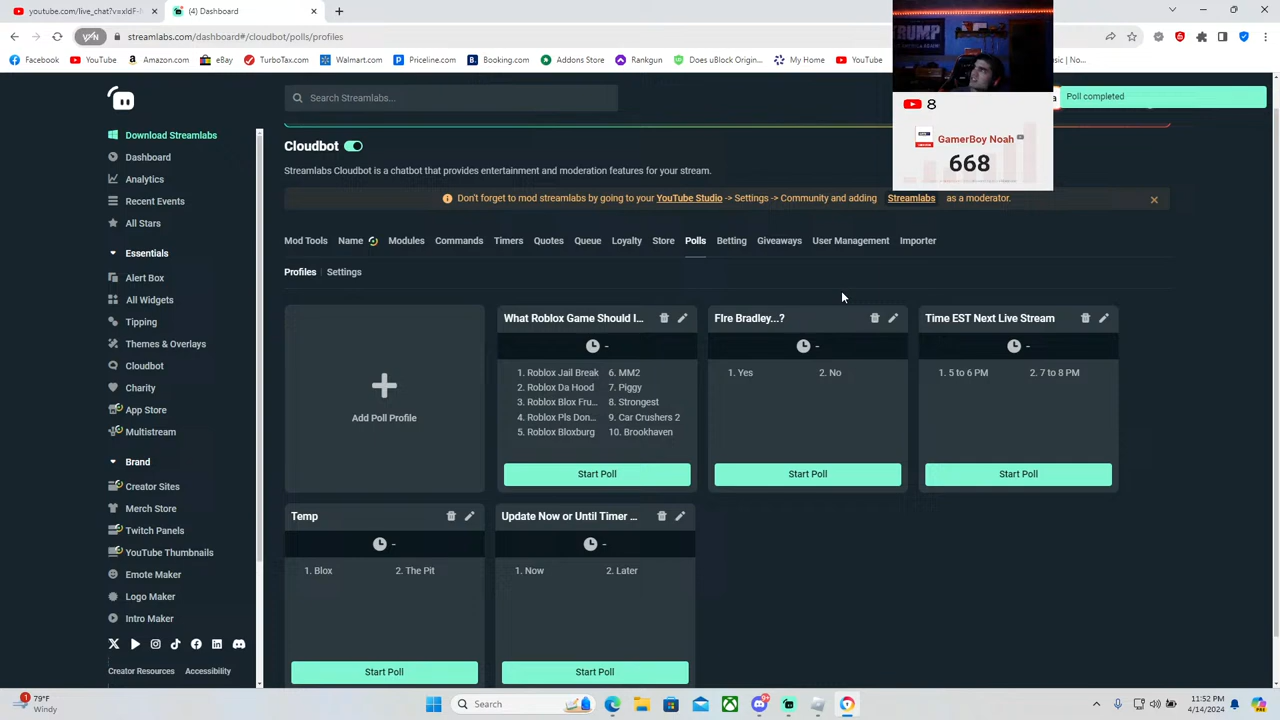 youtube.com/live_chat?v=xldF-
Dashboard
VPN
streamlabs.com/dashboard#/cloudbot/polls/profiles
Facebook
YouTube
Amazon.com
eBay
TurboTax.com
Walmart.com
Priceline.com
Booking.com
Addons Store
Rankgun
Does uBlock Origin...
My Home
YouTube
TRUMP
Search Streamlabs...
8
GamerBoy Noah
668
Poll completed
Download Streamlabs
Dashboard
Analytics
Recent Events
All Stars
Essentials
Alert Box
All Widgets
Tipping
Themes & Overlays
Cloudbot
Charity
App Store
Multistream
Brand
Creator Sites
Merch Store
Twitch Panels
YouTube Thumbnails
Emote Maker
Logo Maker
Intro Maker
Creator Resources
Accessibility
Cloudbot
Streamlabs Cloudbot is a chatbot that provides entertainment and moderation features for your stream.
Don't forget to mod streamlabs by going to your YouTube Studio -> Settings -> Community and adding Streamlabs as a moderator.
Mod Tools Name Modules Commands Timers Quotes Queue Loyalty Store Polls Betting Giveaways User Management Importer
Profiles Settings
Add Poll Profile
What Roblox Game Should I...
-
1. Roblox Jail Break
2. Roblox Da Hood
3. Roblox Blox Fru...
4. Roblox Pls Don...
5. Roblox Bloxburg
6. MM2
7. Piggy
8. Strongest
9. Car Crushers 2
10. Brookhaven
Start Poll
Fire Bradley...?
-
1. Yes
2. No
Start Poll
Time EST Next Live Stream
-
1. 5 to 6 PM
2. 7 to 8 PM
Start Poll
Temp
-
1. Blox
2. The Pit
Start Poll
Update Now or Until Timer ...
-
1. Now
2. Later
Start Poll
1
79°F
Windy
Search
9+
11:52 PM
4/14/2024